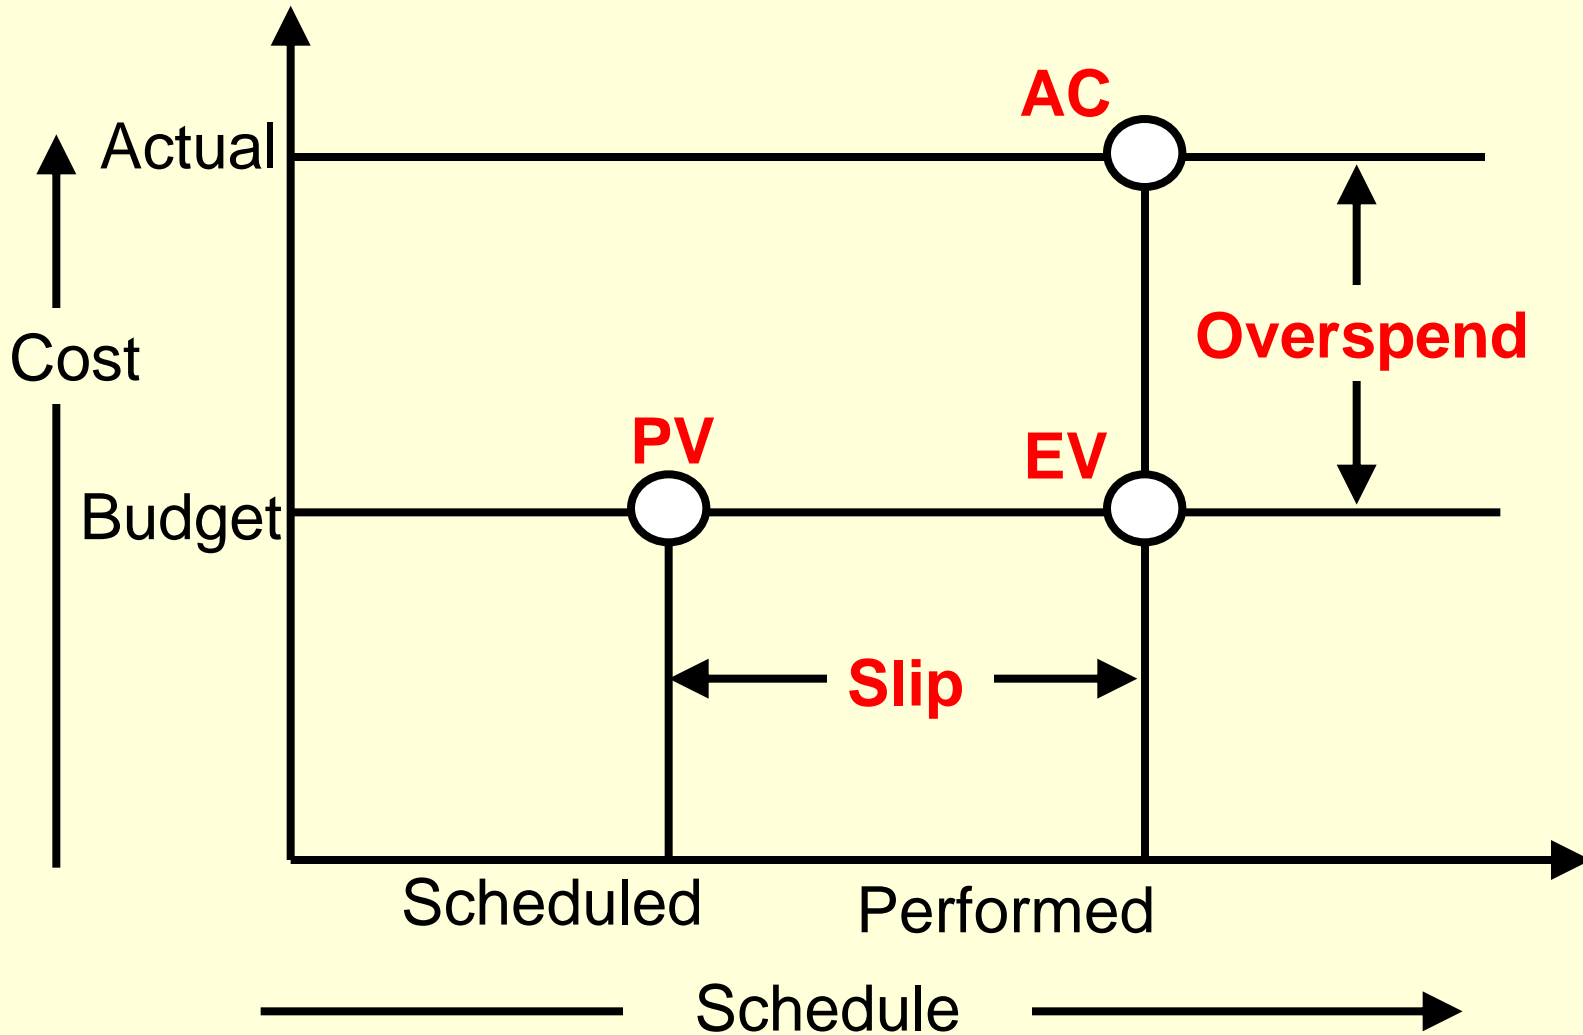 AC
Actual
Cost
Overspend
PV
EV
Budget
Slip
Scheduled
Performed
Schedule